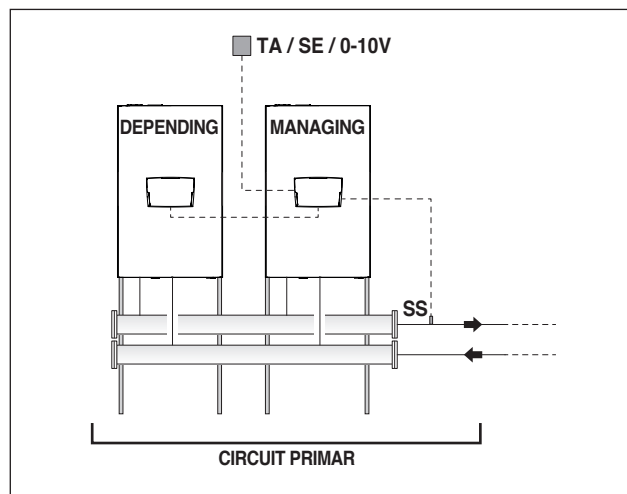 TA / SE / 0-10V
DEPENDING
MANAGING
SS
CIRCUIT PRIMAR